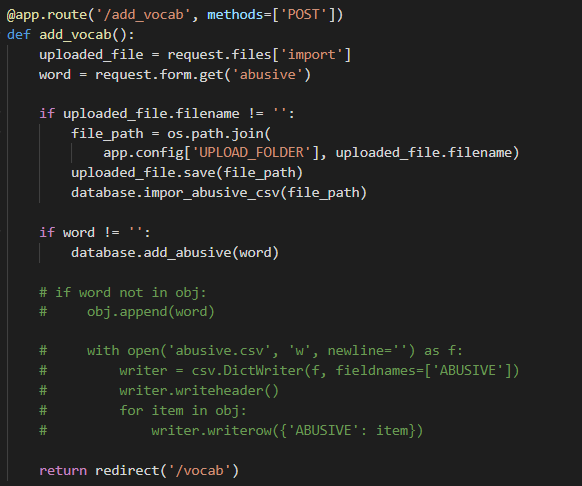 @app.route('/add_vocab', methods=['POST'])
def add_vocab():
    uploaded_file = request.files['import']
    word = request.form.get('abusive')

    if uploaded_file.filename != '':
        file_path = os.path.join(
            app.config['UPLOAD_FOLDER'], uploaded_file.filename)
        uploaded_file.save(file_path)
        database.impor_abusive_csv(file_path)

    if word != '':
        database.add_abusive(word)

    # if word not in obj:
    #     obj.append(word)

    #     with open('abusive.csv', 'w', newline='') as f:
    #         writer = csv.DictWriter(f, fieldnames=['ABUSIVE'])
    #         writer.writeheader()
    #         for item in obj:
    #             writer.writerow({'ABUSIVE': item})

    return redirect('/vocab')